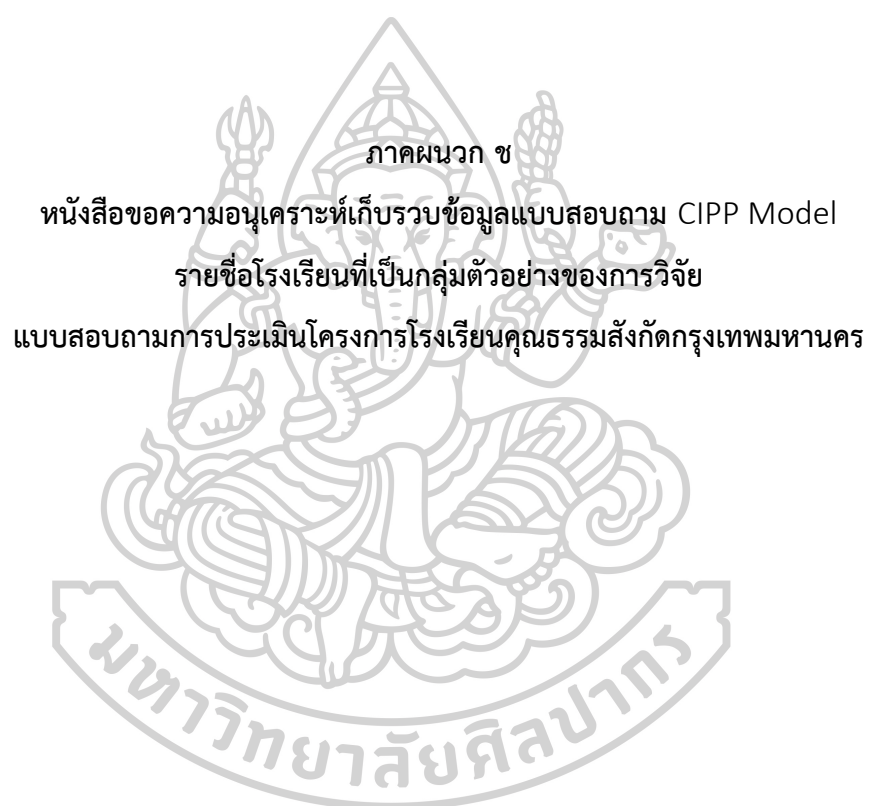 ภาคผนวก ช
หนังสือขอความอนุเคราะห์เก็บรวบข้อมูลแบบสอบถาม CIPP Model
รายชื่อโรงเรียนที่เป็นกลุ่มตัวอย่างของการวิจัย
แบบสอบถามการประเมินโครงการโรงเรียนคุณธรรมสังกัดกรุงเทพมหานคร
มหาวิทยาลัยศิลปากร